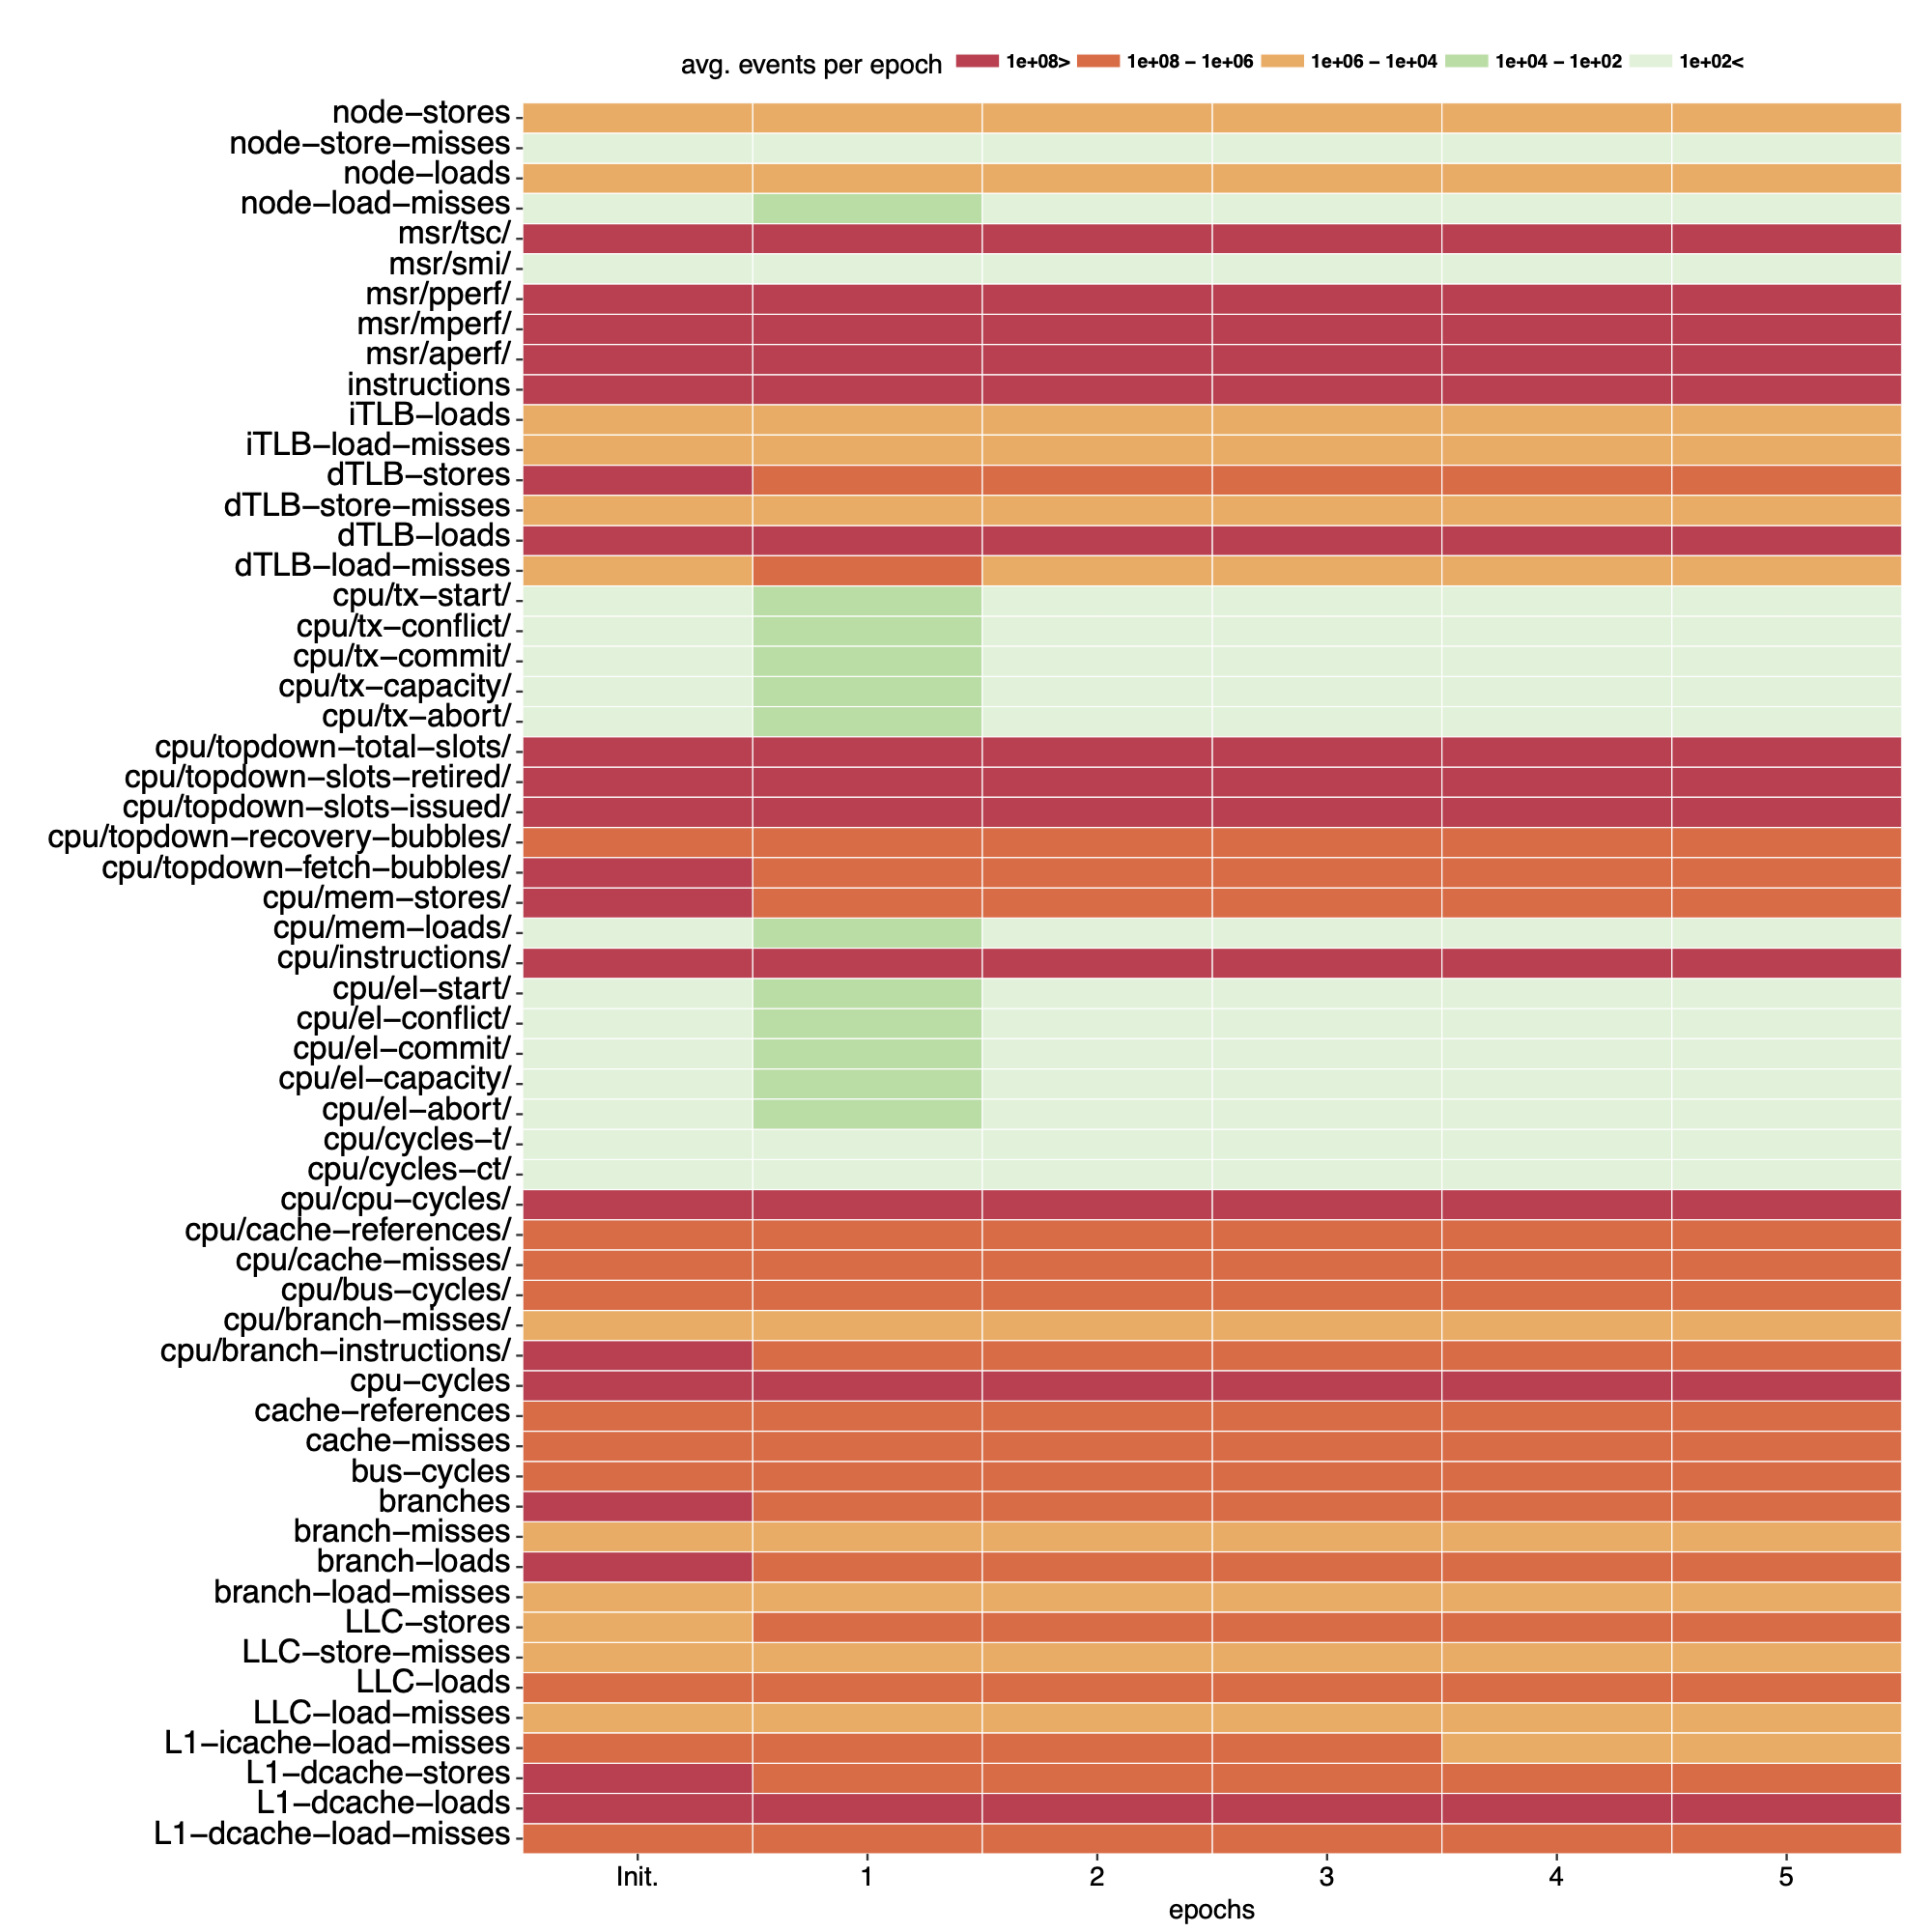 avg. events per epoch 1e+08> 1e+08 – 1e+06 1e+06 – 1e+04 1e+04 – 1e+02 1e+02<
node–stores
node–store–misses
node–loads
node–load–misses
msr/tsc/
msr/smi/
msr/pperf/
msr/mperf/
msr/aperf/
instructions
iTLB–loads
iTLB–load–misses
dTLB–stores
dTLB–store–misses
dTLB–loads
dTLB–load–misses
cpu/tx–start/
cpu/tx–conflict/
cpu/tx–commit/
cpu/tx–capacity/
cpu/tx–abort/
cpu/topdown–total–slots/
cpu/topdown–slots–retired/
cpu/topdown–slots–issued/
cpu/topdown–recovery–bubbles/
cpu/topdown–fetch–bubbles/
cpu/mem–stores/
cpu/mem–loads/
cpu/instructions/
cpu/el–start/
cpu/el–conflict/
cpu/el–commit/
cpu/el–capacity/
cpu/el–abort/
cpu/cycles–t/
cpu/cycles–ct/
cpu/cpu–cycles/
cpu/cache–references/
cpu/cache–misses/
cpu/bus–cycles/
cpu/branch–misses/
cpu/branch–instructions/
cpu–cycles
cache–references
cache–misses
bus–cycles
branches
branch–misses
branch–loads
branch–load–misses
LLC–stores
LLC–store–misses
LLC–loads
LLC–load–misses
L1–icache–load–misses
L1–dcache–stores
L1–dcache–loads
L1–dcache–load–misses
Init. 1 2 3 4 5
epochs